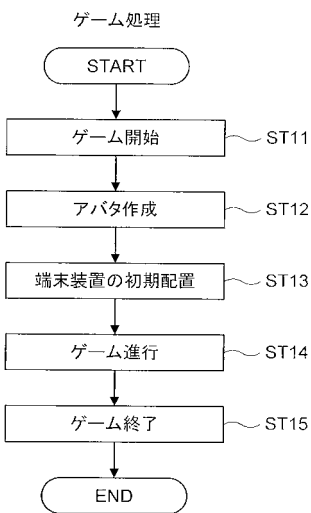 ゲーム処理
START
ゲーム開始 ST11
アバタ作成 ST12
端末装置の初期配置 ST13
ゲーム進行 ST14
ゲーム終了 ST15
END